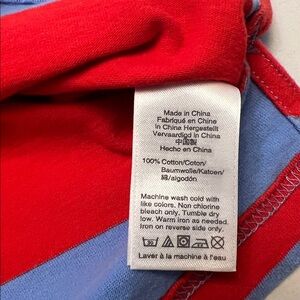 Made in China
Fabriqué en Chine
In China Hergestellt
Vervaardigd in China
中国製
Hecho en China
100% Cotton/Coton/
Baumwolle/Katoen/
綿/algodón
Machine wash cold with
like colors. Non chlorine
bleach only. Tumble dry
low. Warm iron as needed.
Iron on reverse side only.
Laver à la machine à